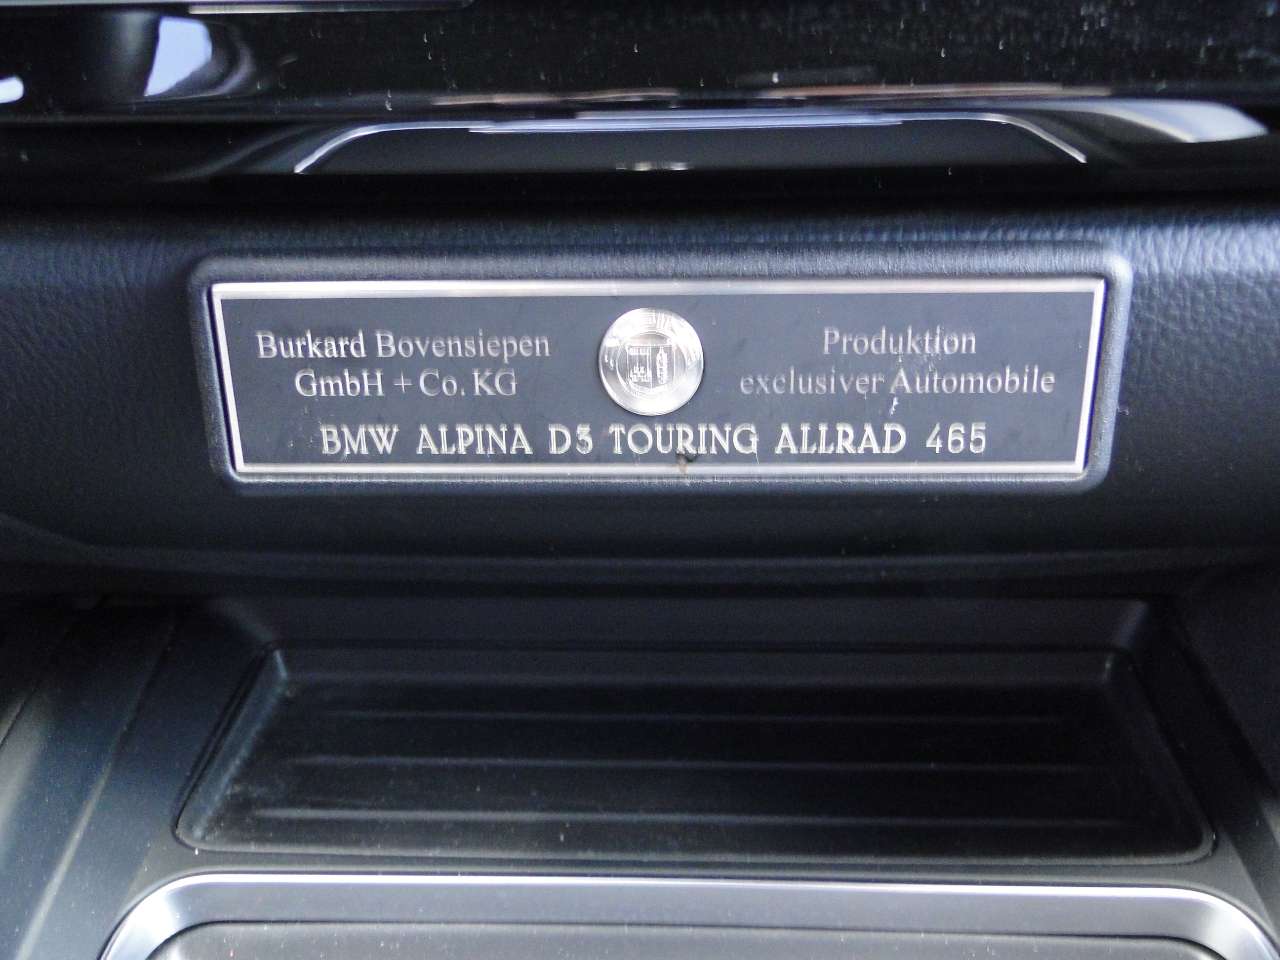 Burkard Bovensiepen
GmbH + Co. KG
Produktion
exclusiver Automobile
BMW ALPINA D3 TOURING ALLRAD 465